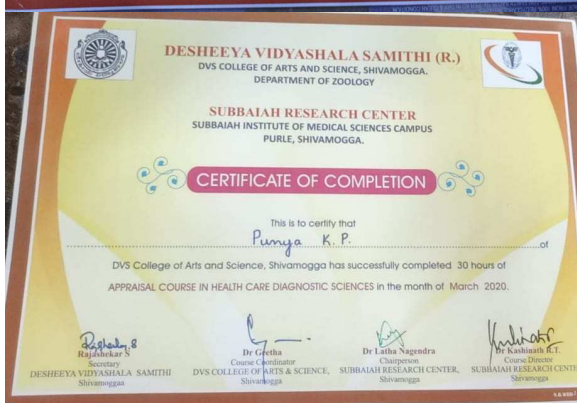 DESHEEYA VIDYASHALA SAMITHI (R.)
DVS COLLEGE OF ARTS AND SCIENCE, SHIVAMOGGA.
DEPARTMENT OF ZOOLOGY
SUBBAIAH RESEARCH CENTER
SUBBAIAH INSTITUTE OF MEDICAL SCIENCES CAMPUS
PURLE, SHIVAMOGGA.
CERTIFICATE OF COMPLETION
This is to certify that
Punya K. P.
of
DVS College of Arts and Science, Shivamogga has successfully completed 30 hours of
APPRAISAL COURSE IN HEALTH CARE DIAGNOSTIC SCIENCES in the month of March 2020.
Rajashekar S
Secretary
DESHEEYA VIDYASHALA SAMITHI
Shivamoggaa
Dr Geetha
Course Coordinator
DVS COLLEGE OF ARTS & SCIENCE,
Shivamogga
Dr Latha Nagendra
Chairperson
SUBBAIAH RESEARCH CENTER,
Shivamogga
Dr Kashinath R.T.
Course Director
SUBBAIAH RESEARCH CENTE
Shivamogga